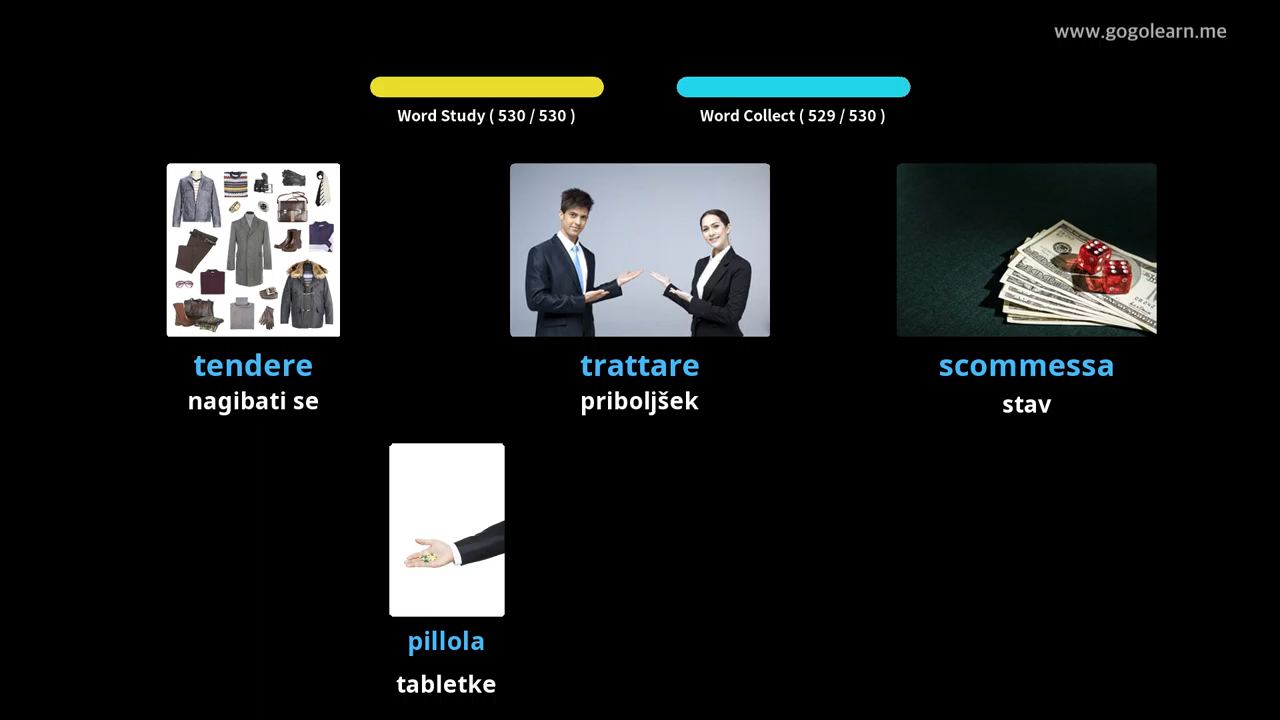 www.gogolearn.me
Word Study ( 530 / 530 )
Word Collect ( 529 / 530 )
tendere
nagibati se
trattare
priboljšek
scommessa
stav
pillola
tabletke